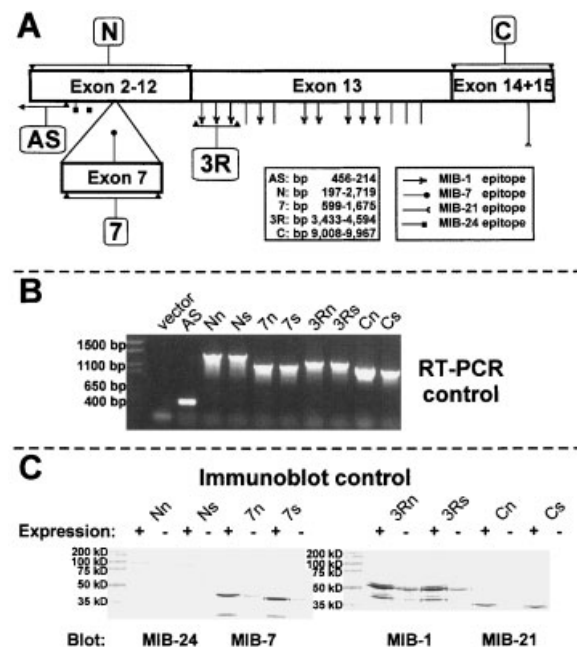 A
N
C
Exon 2-12
Exon 13
Exon 14+15
AS
3R
Exon 7
7
AS: bp 456-214
N: bp 197-2,719
7: bp 599-1,675
3R: bp 3,433-4,594
C: bp 9,008-9,967
MIB-1 epitope
MIB-7 epitope
MIB-21 epitope
MIB-24 epitope
B
vector AS Nn Ns 7n 7s 3Rn 3Rs Cn Cs
1500 bp
1100 bp
650 bp
400 bp
RT-PCR
control
C
Immunoblot control
Nn Ns 7n 7s 3Rn 3Rs Cn Cs
Expression: + - + - + - + - + - + - + - + -
200 kD
100 kD
75 kD
50 kD
35 kD
200 kD
100 kD
75 kD
50 kD
35 kD
Blot: MIB-24 MIB-7 MIB-1 MIB-21